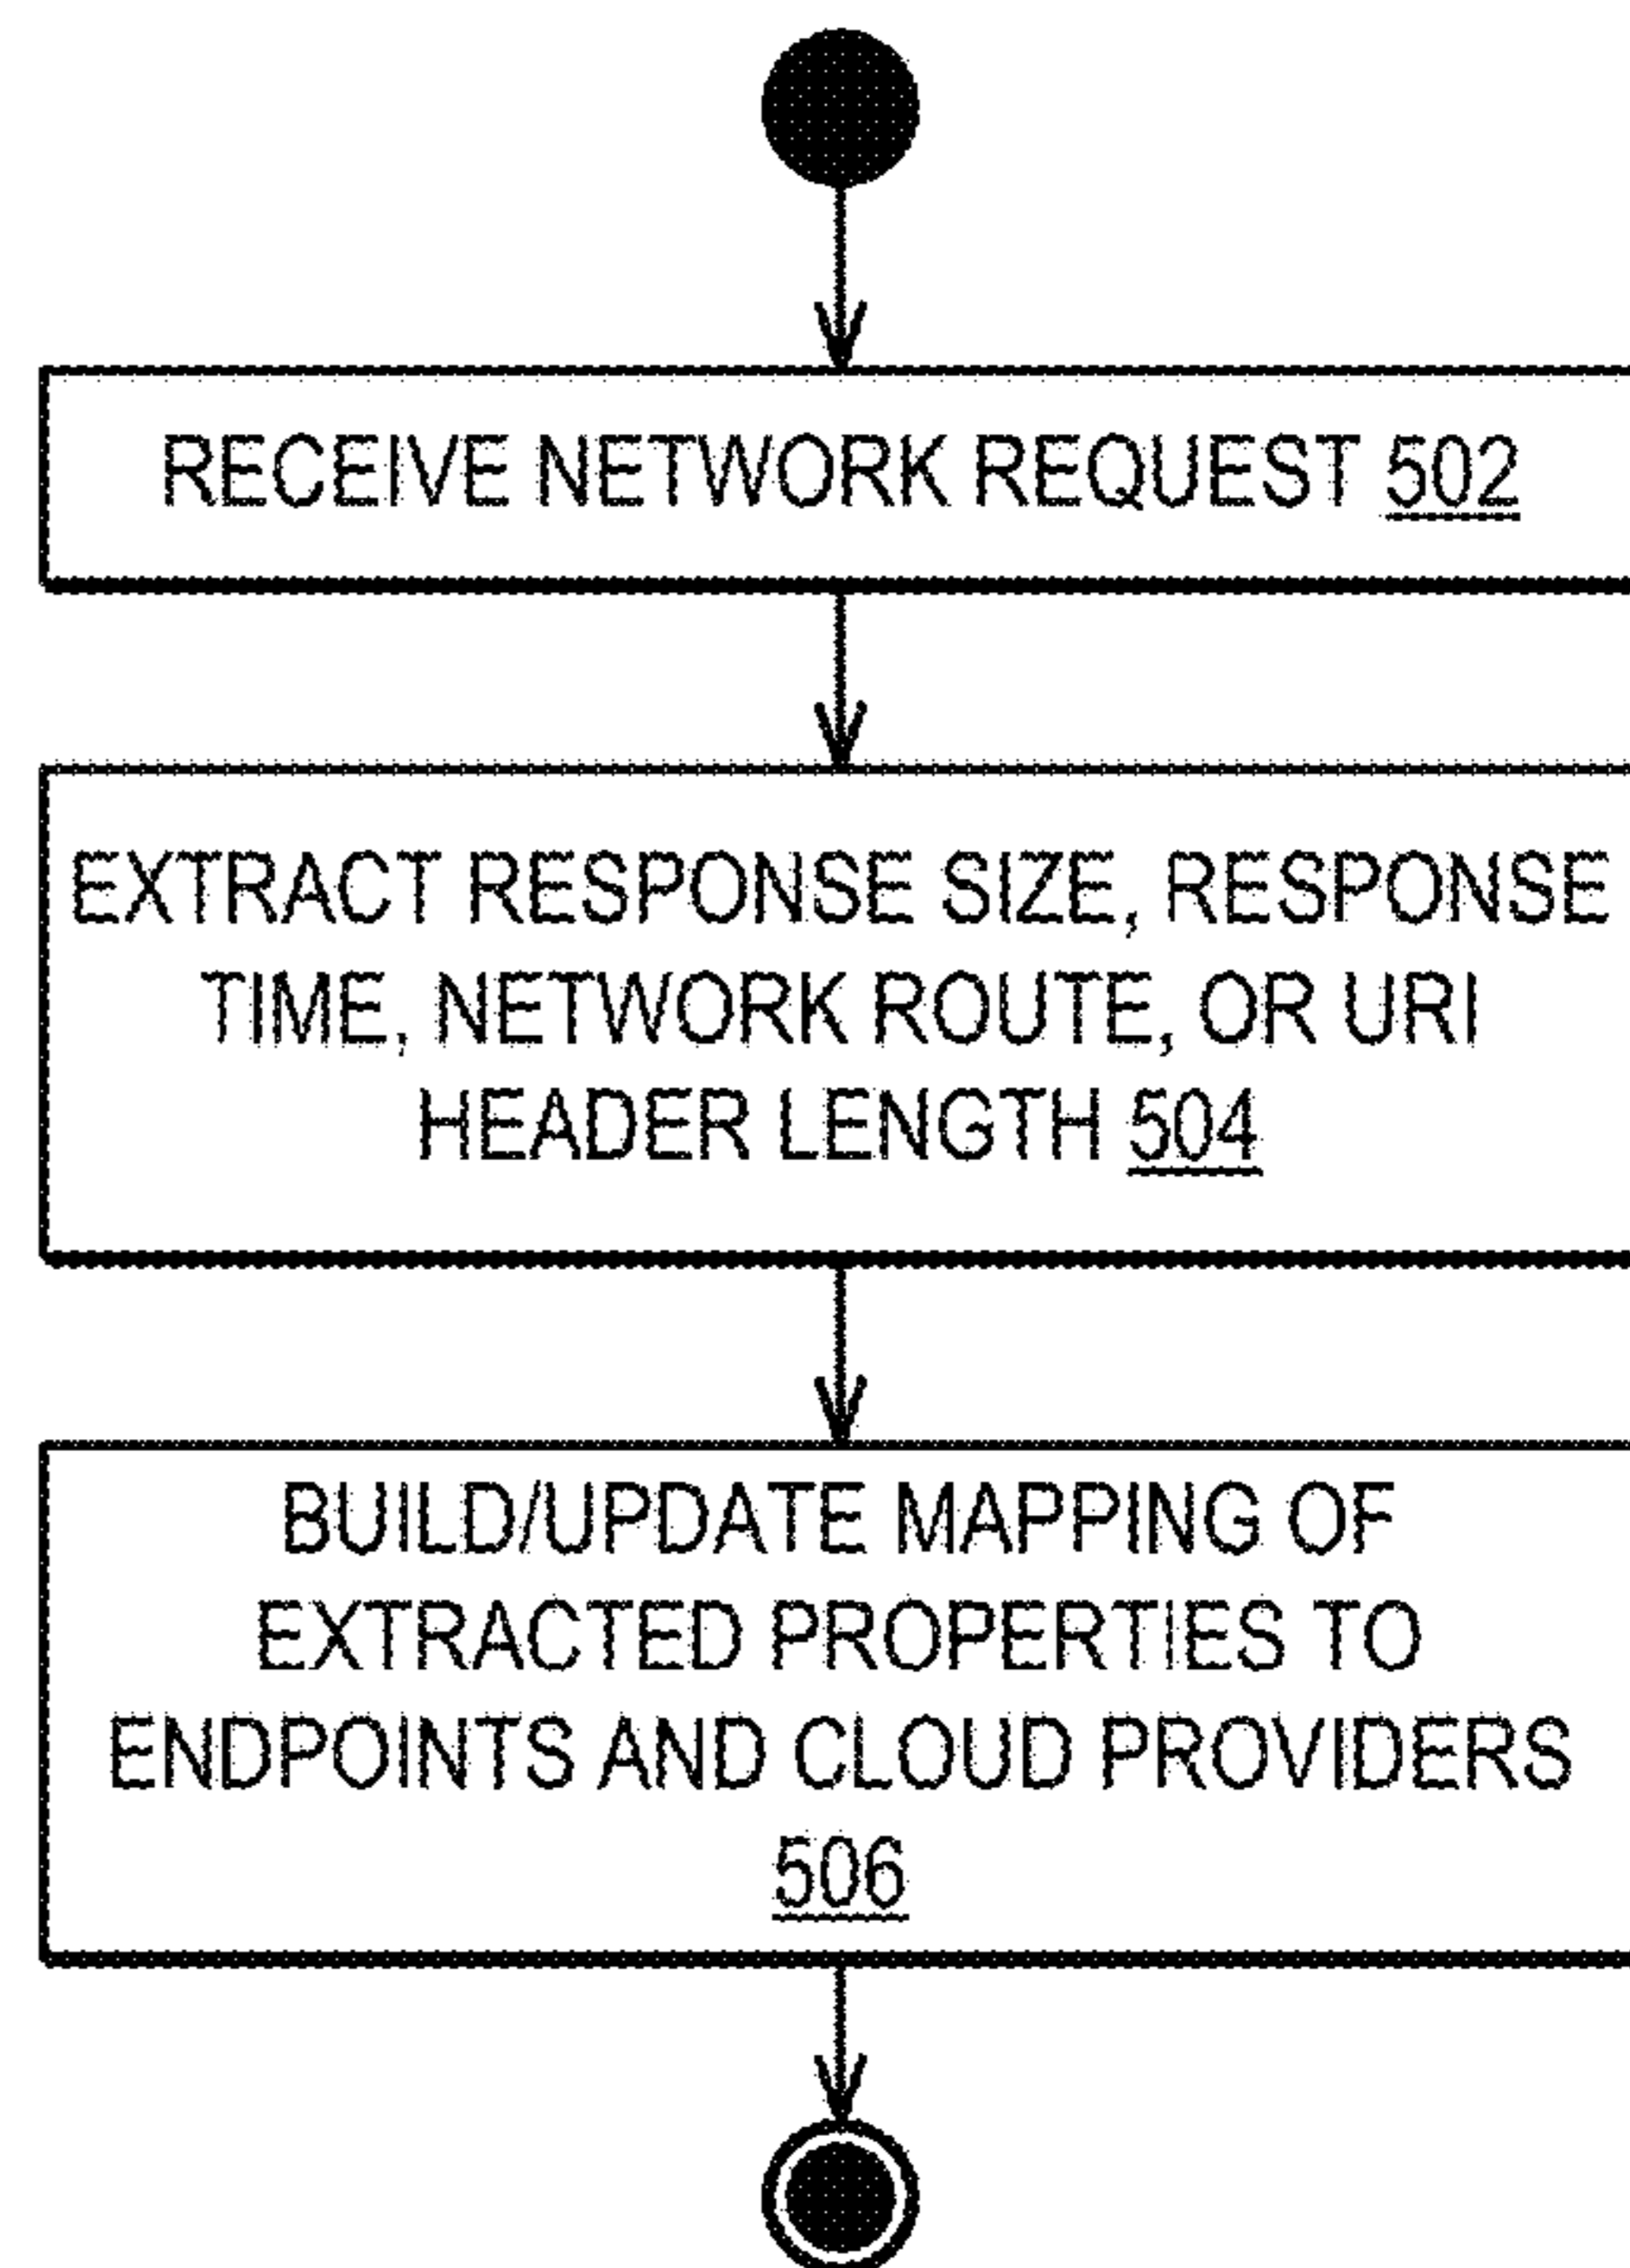 RECEIVE NETWORK REQUEST 502
EXTRACT RESPONSE SIZE, RESPONSE
TIME, NETWORK ROUTE, OR URI
HEADER LENGTH 504
BUILD/UPDATE MAPPING OF
EXTRACTED PROPERTIES TO
ENDPOINTS AND CLOUD PROVIDERS
506